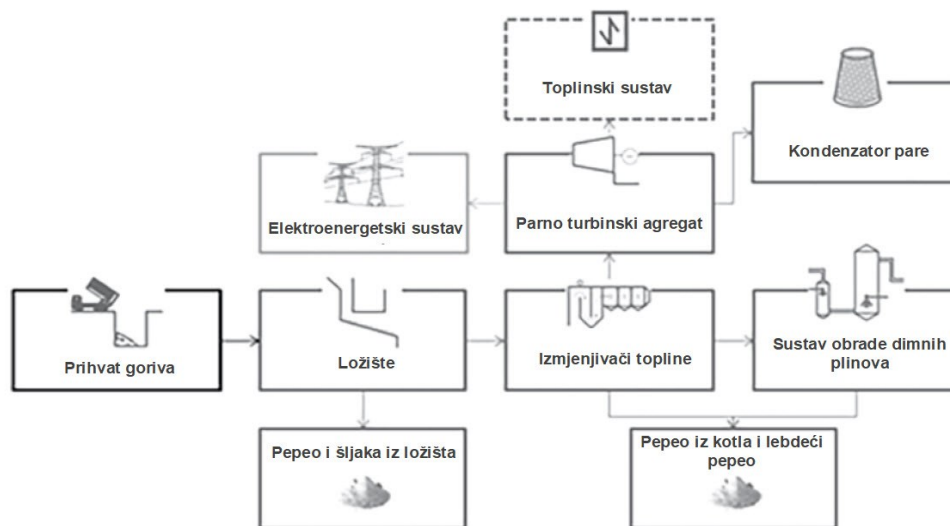 Toplinski sustav
Kondenzator pare
Elektroenergetski sustav
Parno turbinski agregat
Prihvat goriva
Ložište
Izmjenjivači topline
Sustav obrade dimnih
plinova
Pepeo i šljaka iz ložišta
Pepeo iz kotla i lebdeći
pepeo